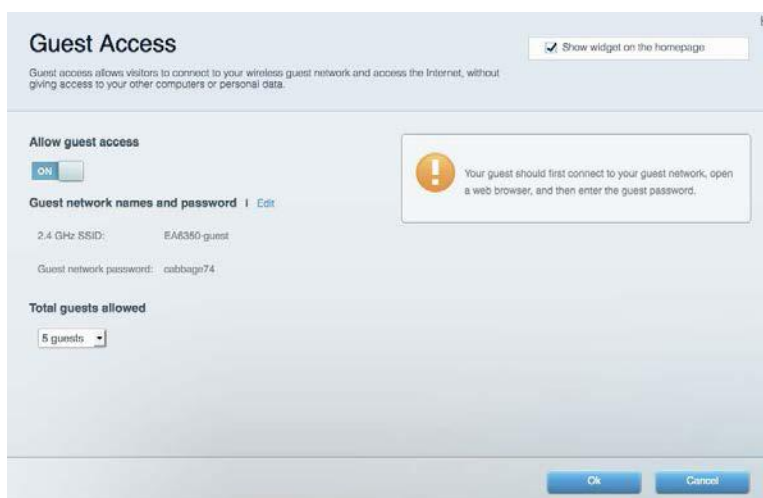 Guest Access
Show widget on the homepage
Guest access allows visitors to connect to your wireless guest network and access the Internet, without
giving access to your other computers or personal data.
Allow guest access
ON
Your guest should first connect to your guest network, open
a web browser, and then enter the guest password.
Guest network names and password | Edit
2.4 GHz SSID: EA6350-guest
Guest network password: cabbage74
Total guests allowed
5 guests
Ok Cancel